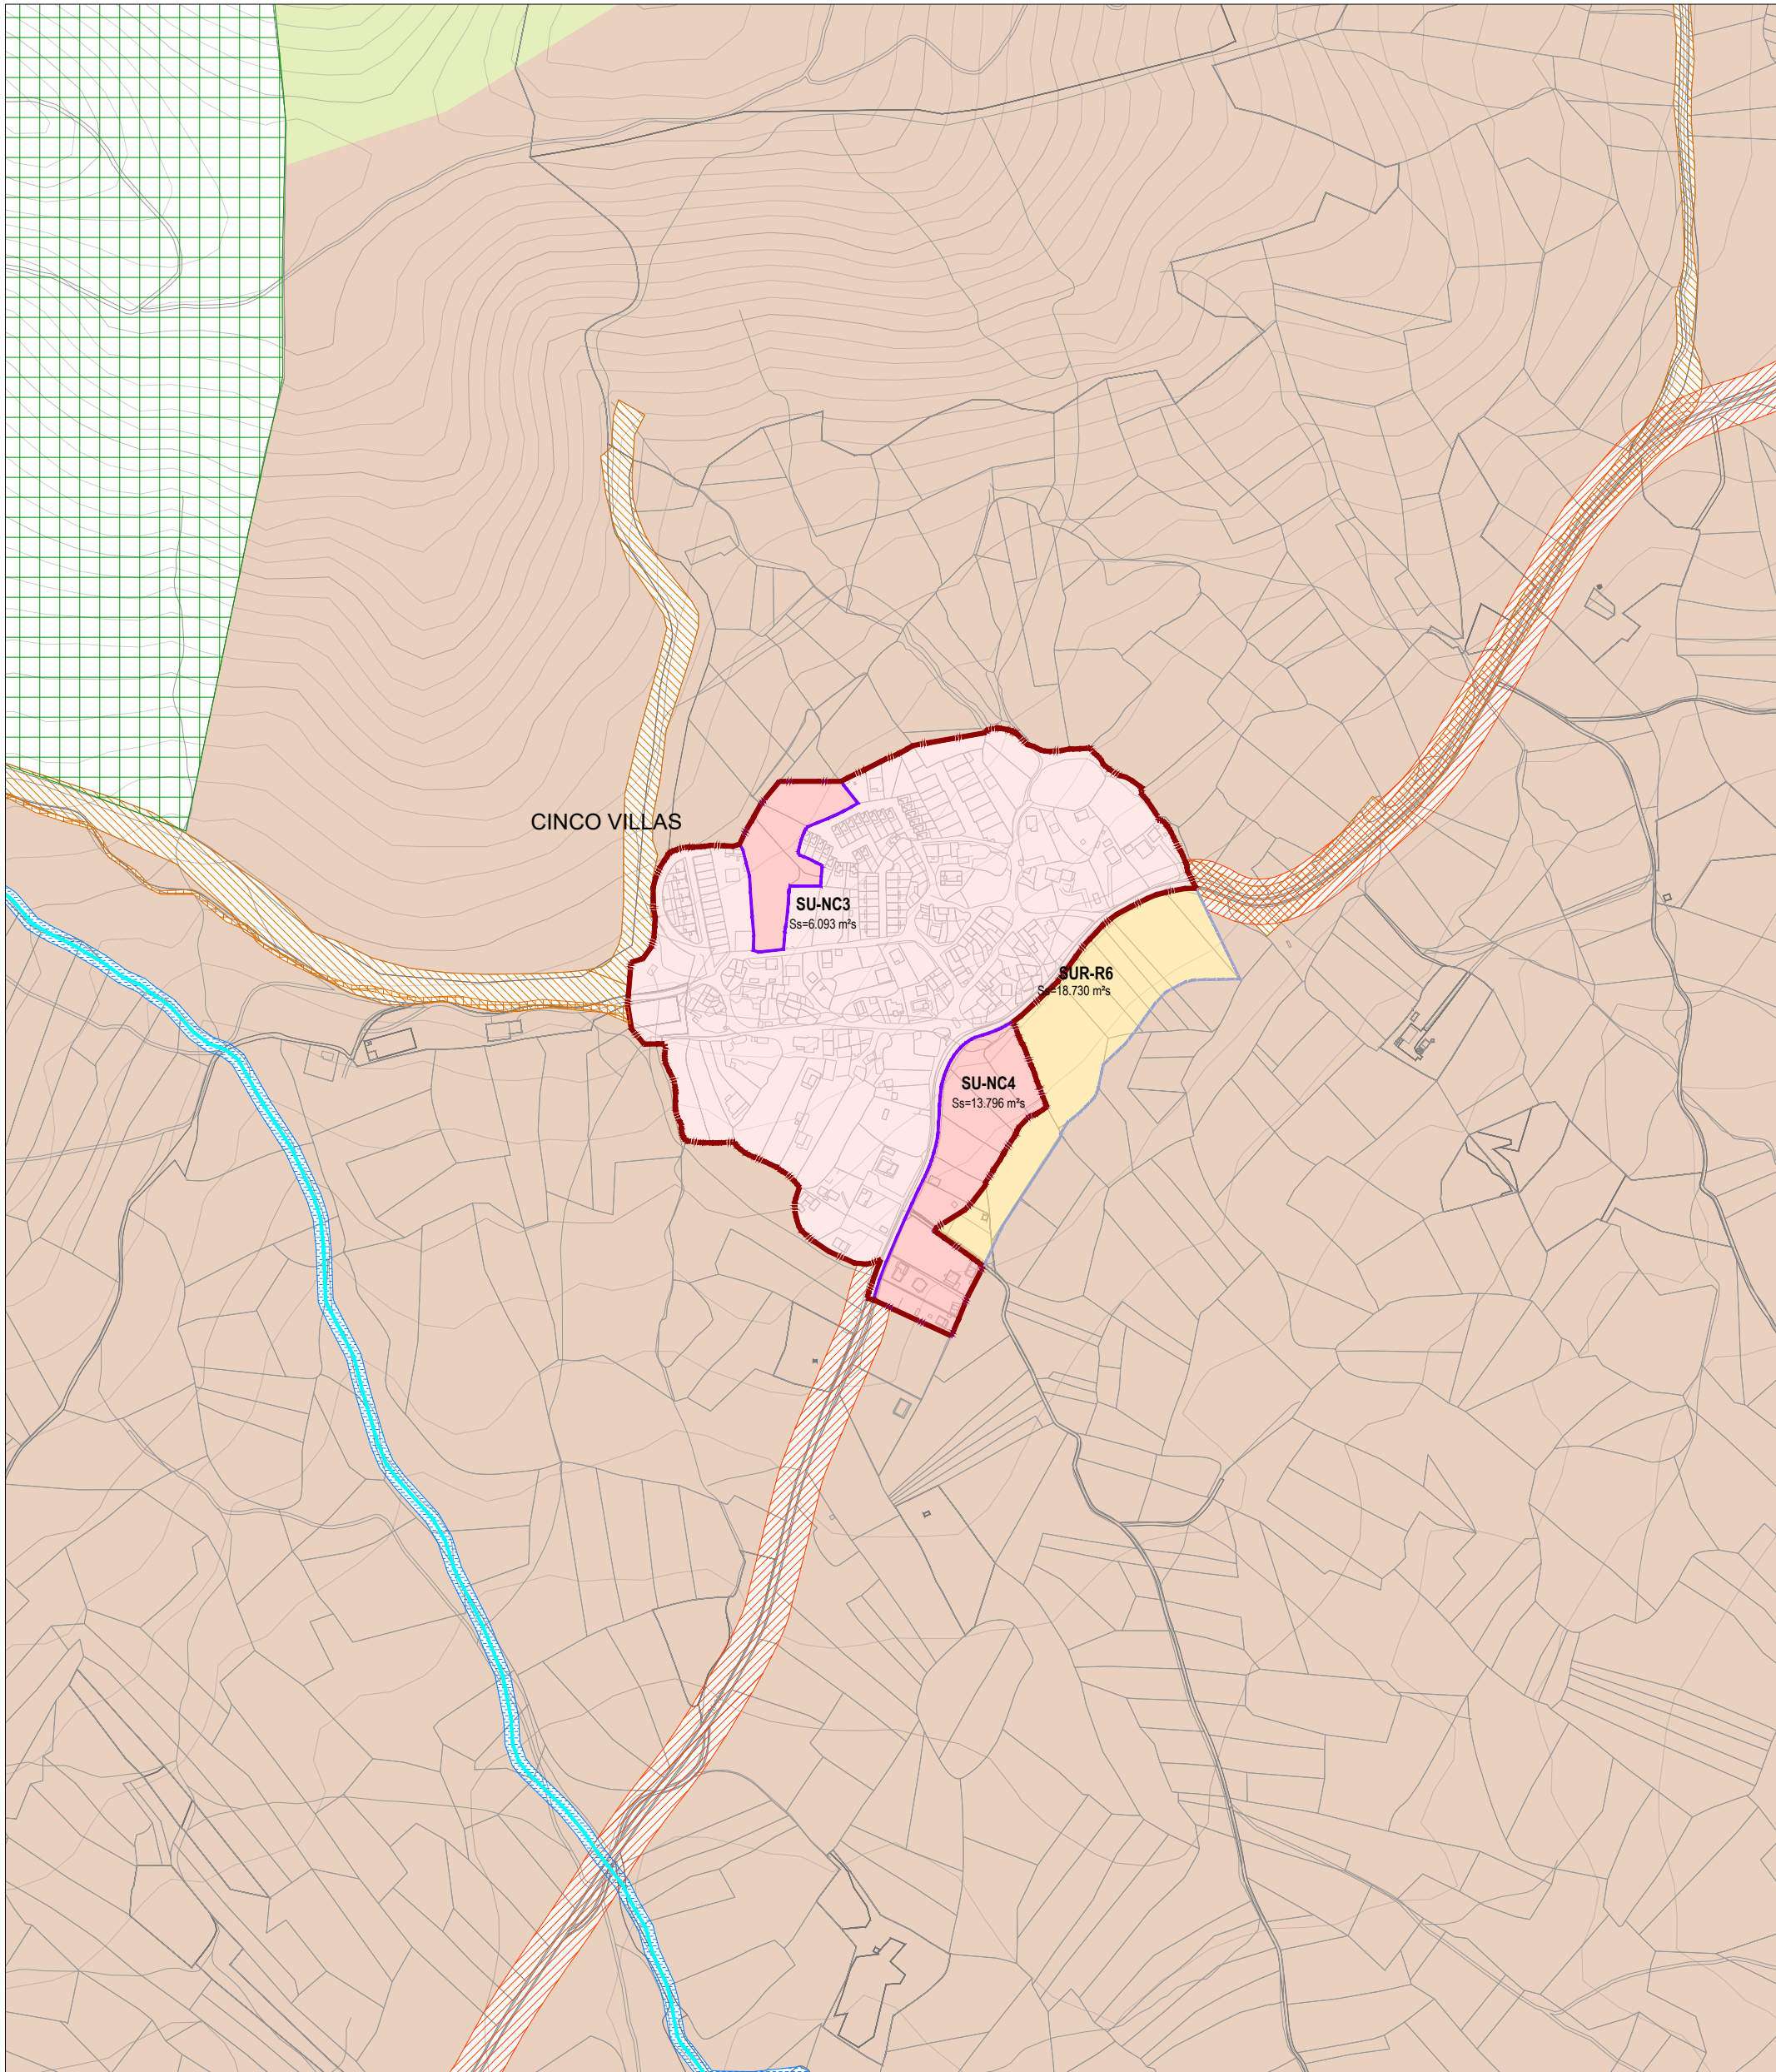 CINCO VILLAS
SU-NC3
Ss=6.093 m²s
SUR-R6
Ss=18.730 m²s
SU-NC4
Ss=13.796 m²s